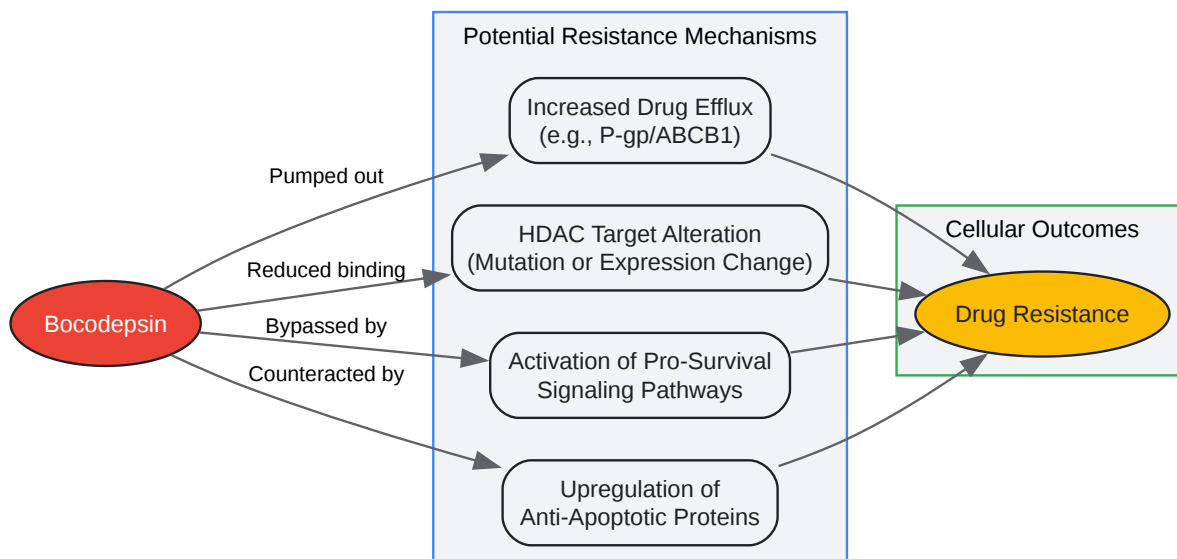 Potential Resistance Mechanisms
Increased Drug Efflux
(e.g., P-gp/ABCB1)
Pumped out
HDAC Target Alteration
(Mutation or Expression Change)
Cellular Outcomes
Reduced binding
Bocodepsin
Drug Resistance
Bypassed by
Activation of Pro-Survival
Signaling Pathways
Counteracted by
Upregulation of
Anti-Apoptotic Proteins